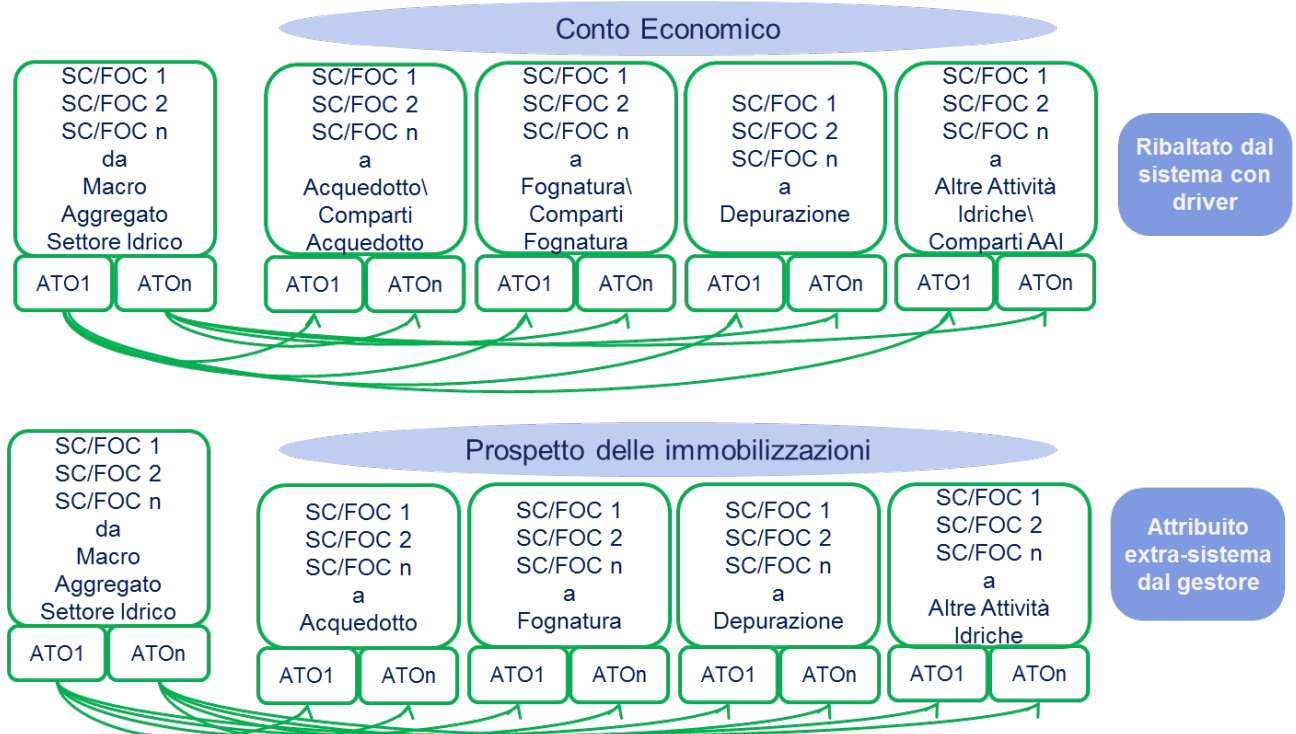 Conto Economico
SC/FOC 1
SC/FOC 2
SC/FOC n
da
Macro
Aggregato
Settore Idrico
ATO1
ATOn
SC/FOC 1
SC/FOC 2
SC/FOC n
a
Acquedotto\
Comparti
Acquedotto
ATO1
ATOn
SC/FOC 1
SC/FOC 2
SC/FOC n
a
Fognatura\
Comparti
Fognatura
ATO1
ATOn
SC/FOC 1
SC/FOC 2
SC/FOC n
a
Depurazione
ATO1
ATOn
SC/FOC 1
SC/FOC 2
SC/FOC n
a
Altre Attività
Idriche\
Comparti AAI
ATO1
ATOn
Ribaltato dal
sistema con
driver
Prospetto delle immobilizzazioni
SC/FOC 1
SC/FOC 2
SC/FOC n
da
Macro
Aggregato
Settore Idrico
ATO1
ATOn
SC/FOC 1
SC/FOC 2
SC/FOC n
a
Acquedotto
ATO1
ATOn
SC/FOC 1
SC/FOC 2
SC/FOC n
a
Fognatura
ATO1
ATOn
SC/FOC 1
SC/FOC 2
SC/FOC n
a
Depurazione
ATO1
ATOn
SC/FOC 1
SC/FOC 2
SC/FOC n
a
Altre Attività
Idriche
ATO1
ATOn
Attribuito
extra-sistema
dal gestore